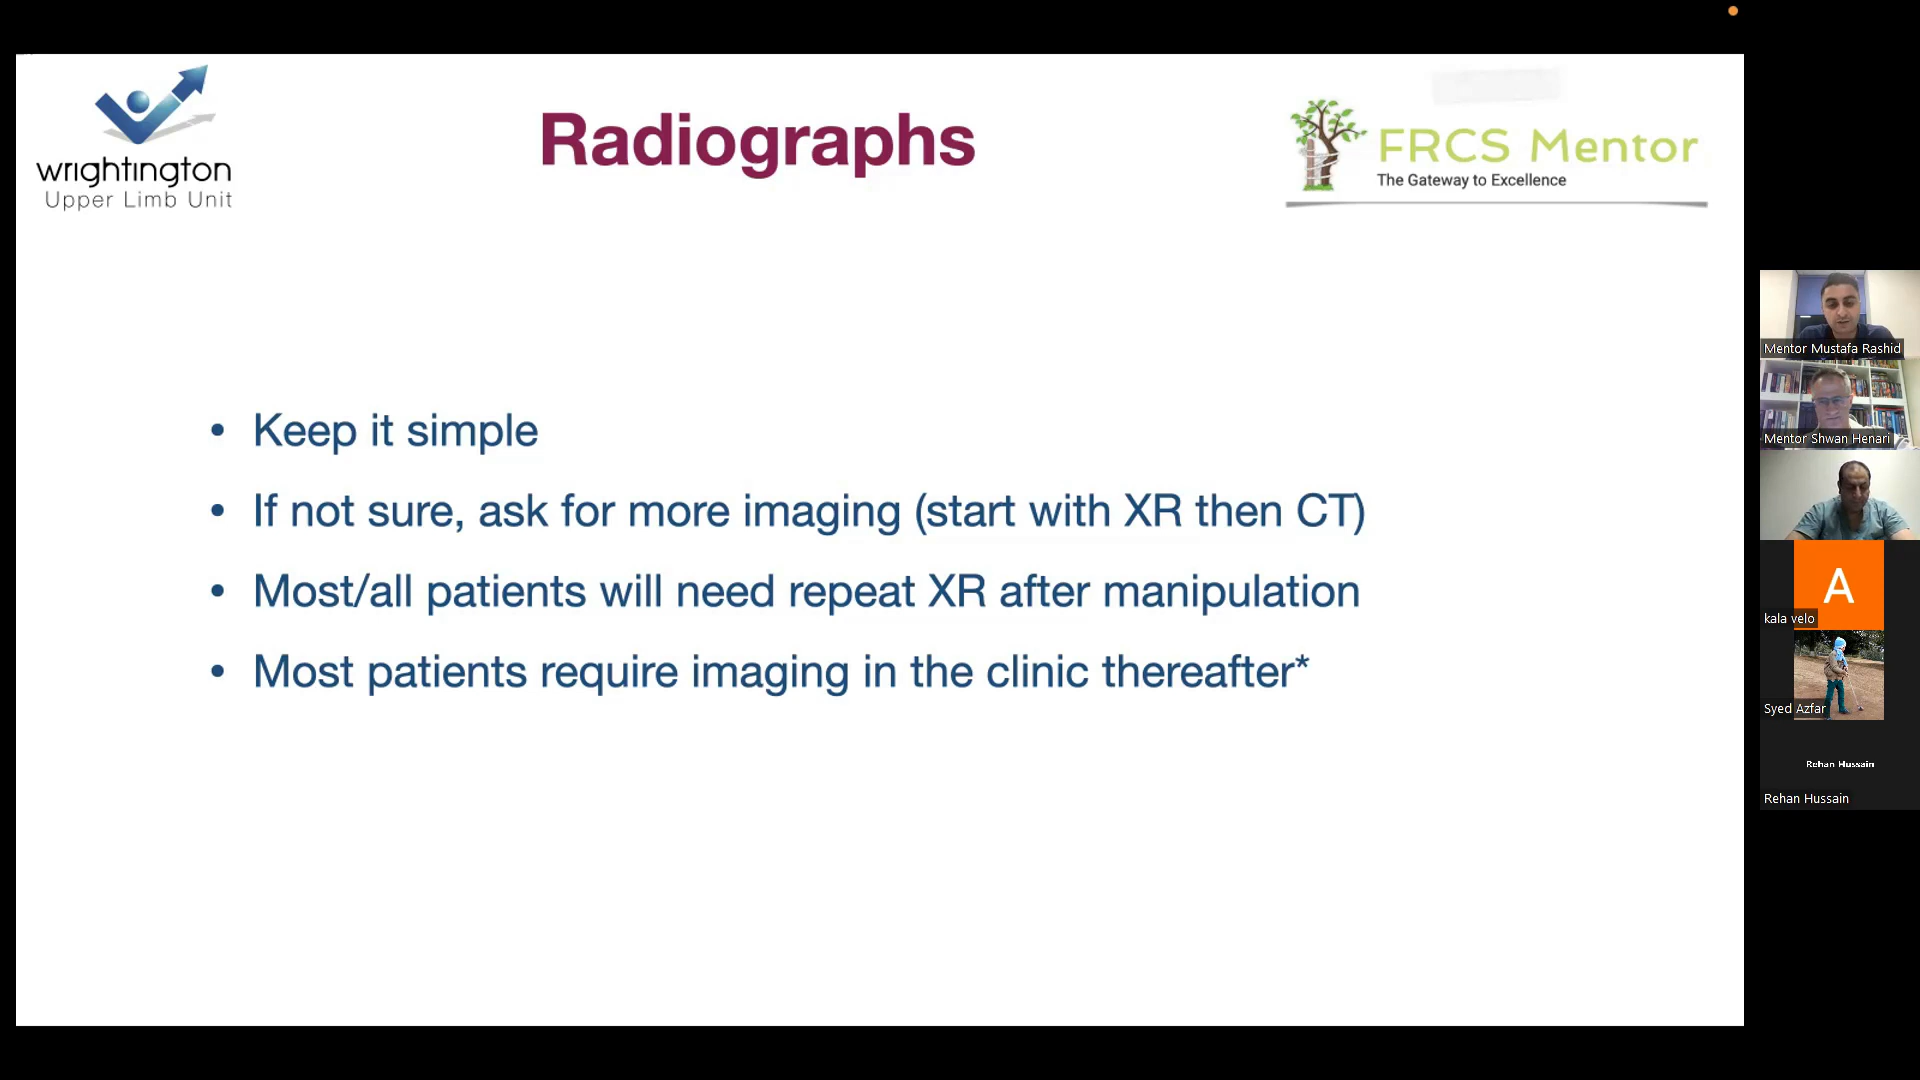 wrightington
Upper Limb Unit
Radiographs
FRCS Mentor
The Gateway to Excellence
• Keep it simple
• If not sure, ask for more imaging (start with XR then CT)
• Most/all patients will need repeat XR after manipulation
• Most patients require imaging in the clinic thereafter*
Mentor Mustafa Rashid
Mentor Shwan Henari
A
kala velo
Syed Azfar
Rehan Hussain
Rehan Hussain